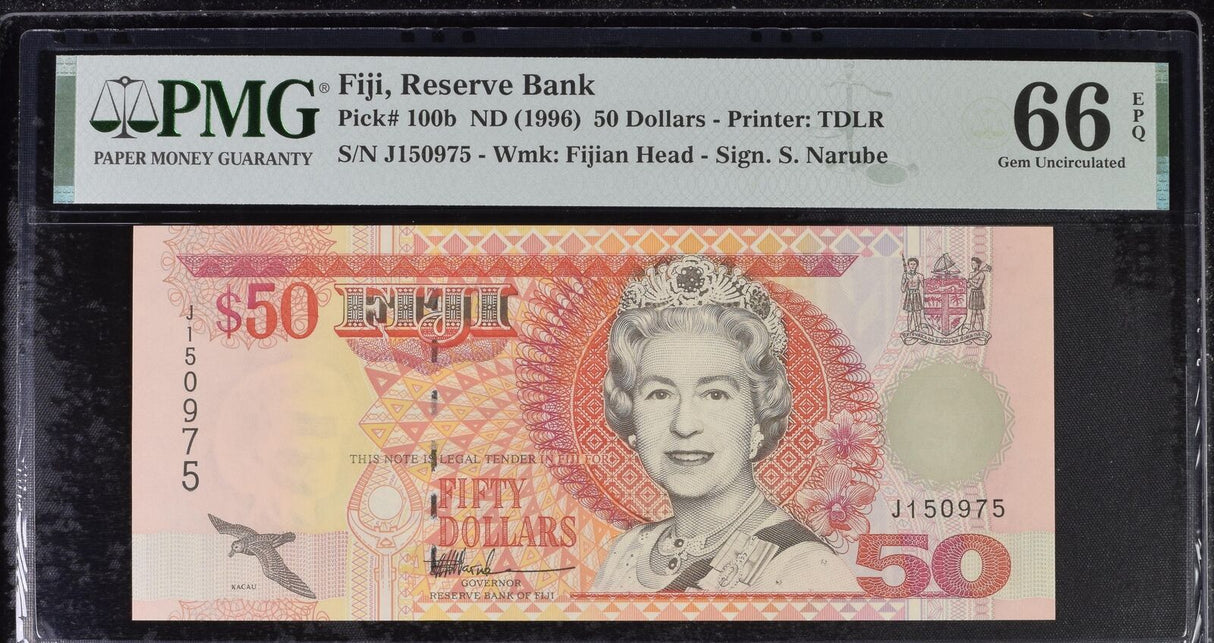 PMG®
PAPER MONEY GUARANTY
Fiji, Reserve Bank
Pick# 100b ND (1996) 50 Dollars - Printer: TDLR
S/N J150975 - Wmk: Fijian Head - Sign. S. Narube
66
EPQ
Gem Uncirculated
$50 FIJI
J150975
THIS NOTE IS LEGAL TENDER IN FIJI FOR
FIFTY
DOLLARS
GOVERNOR
RESERVE BANK OF FIJI
KACAU
J150975
50